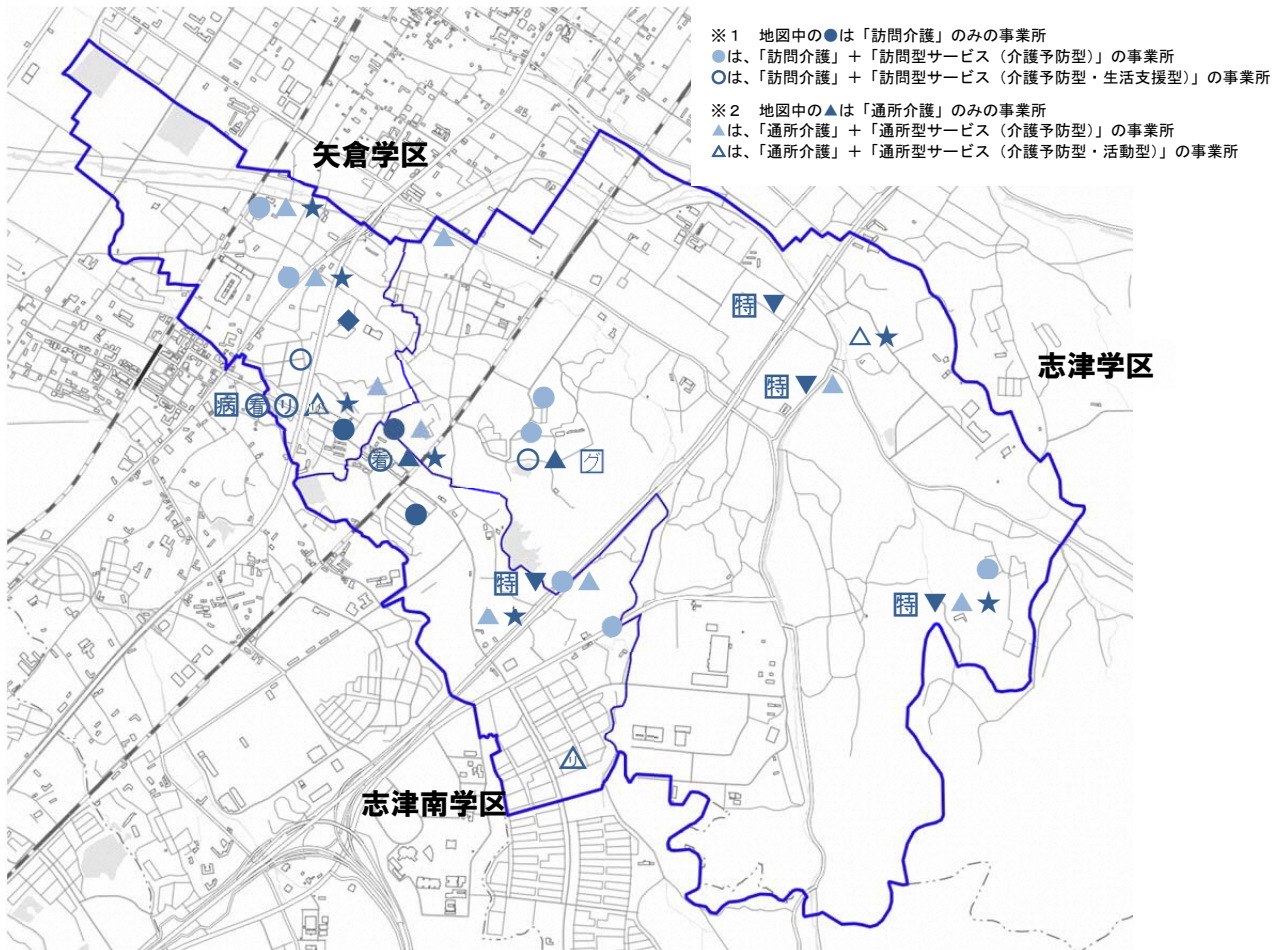 ※1 地図中の●は「訪問介護」のみの事業所
●は、「訪問介護」+「訪問型サービス(介護予防型)」の事業所
○は、「訪問介護」+「訪問型サービス(介護予防型・生活支援型)」の事業所
※2 地図中の▲は「通所介護」のみの事業所
▲は、「通所介護」+「通所型サービス(介護予防型)」の事業所
△は、「通所介護」+「通所型サービス(介護予防型・活動型)」の事業所
矢倉学区
特
志津学区
特
病 看 リ リ
看
グ
特
特
リ
志津南学区